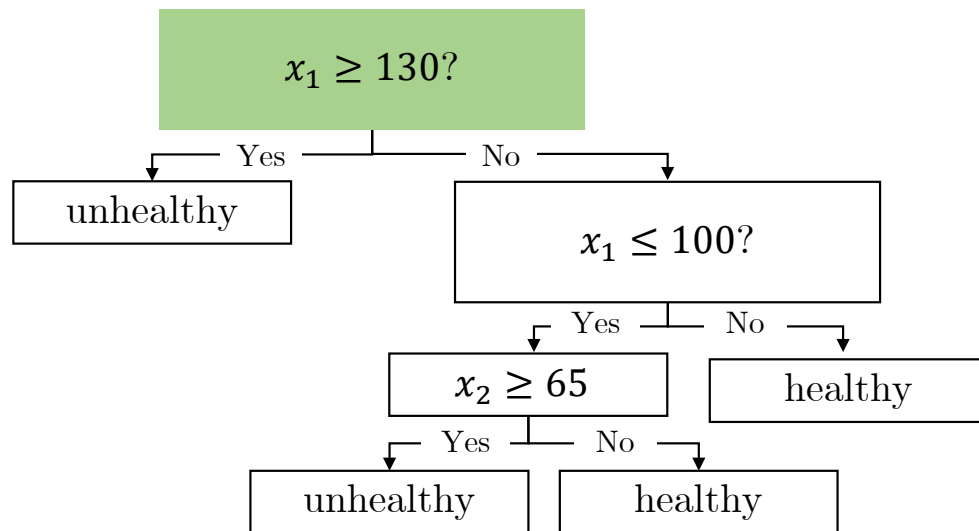 x₁ ≥ 130?
Yes
No
unhealthy
x₁ ≤ 100?
Yes
No
x₂ ≥ 65
healthy
Yes
No
unhealthy
healthy